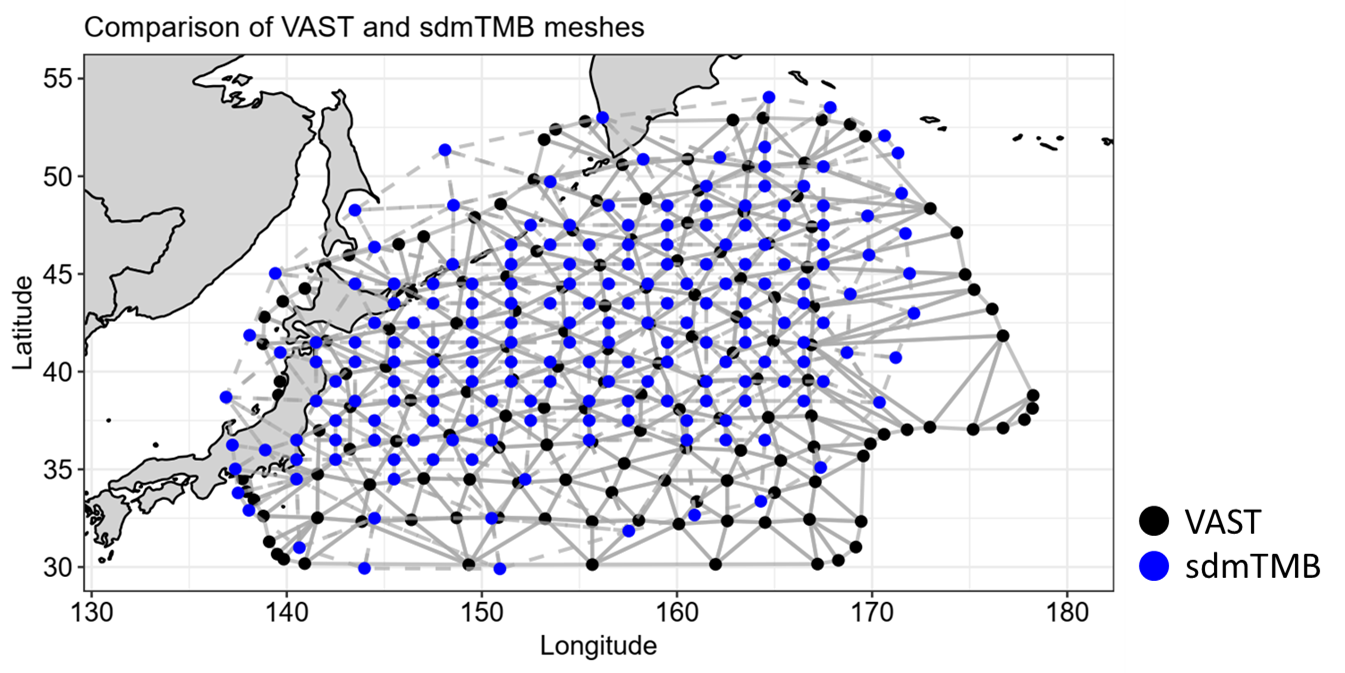 Comparison of VAST and sdmTMB meshes
55
50
45
40
35
30
Latitude
130 140 150 160 170 180
Longitude
VAST
sdmTMB